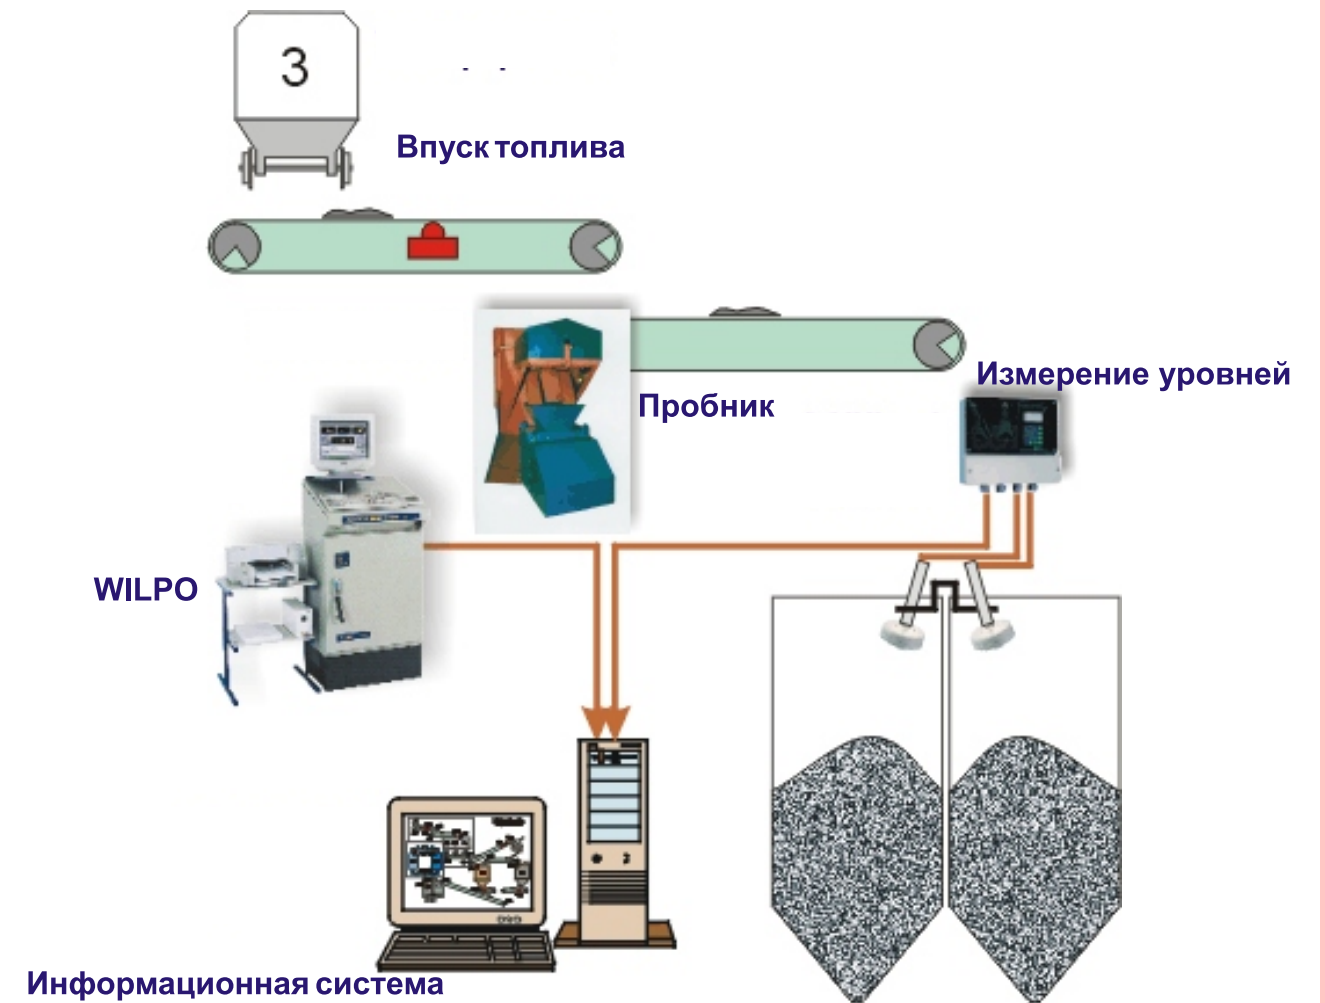 3
Впуск топлива
Измерение уровней
Пробник
WILPO
Информационная система